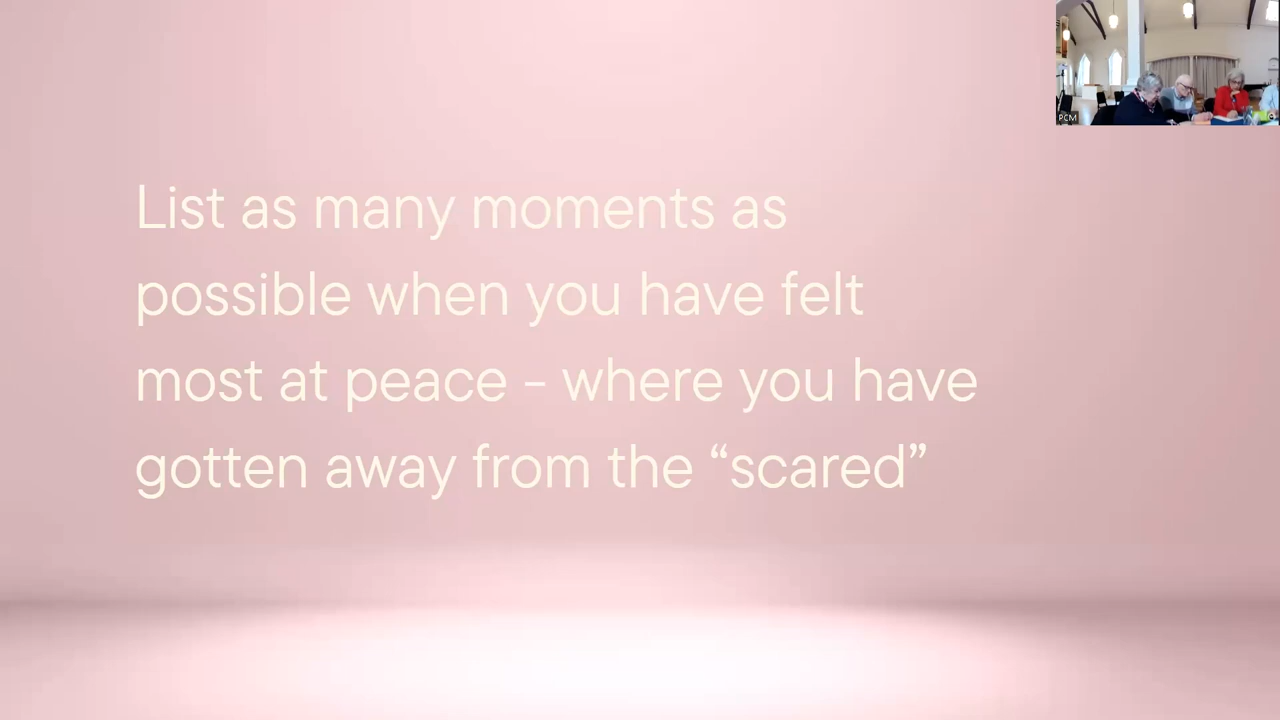 List as many moments as
possible when you have felt
most at peace - where you have
gotten away from the “scared”
PCM